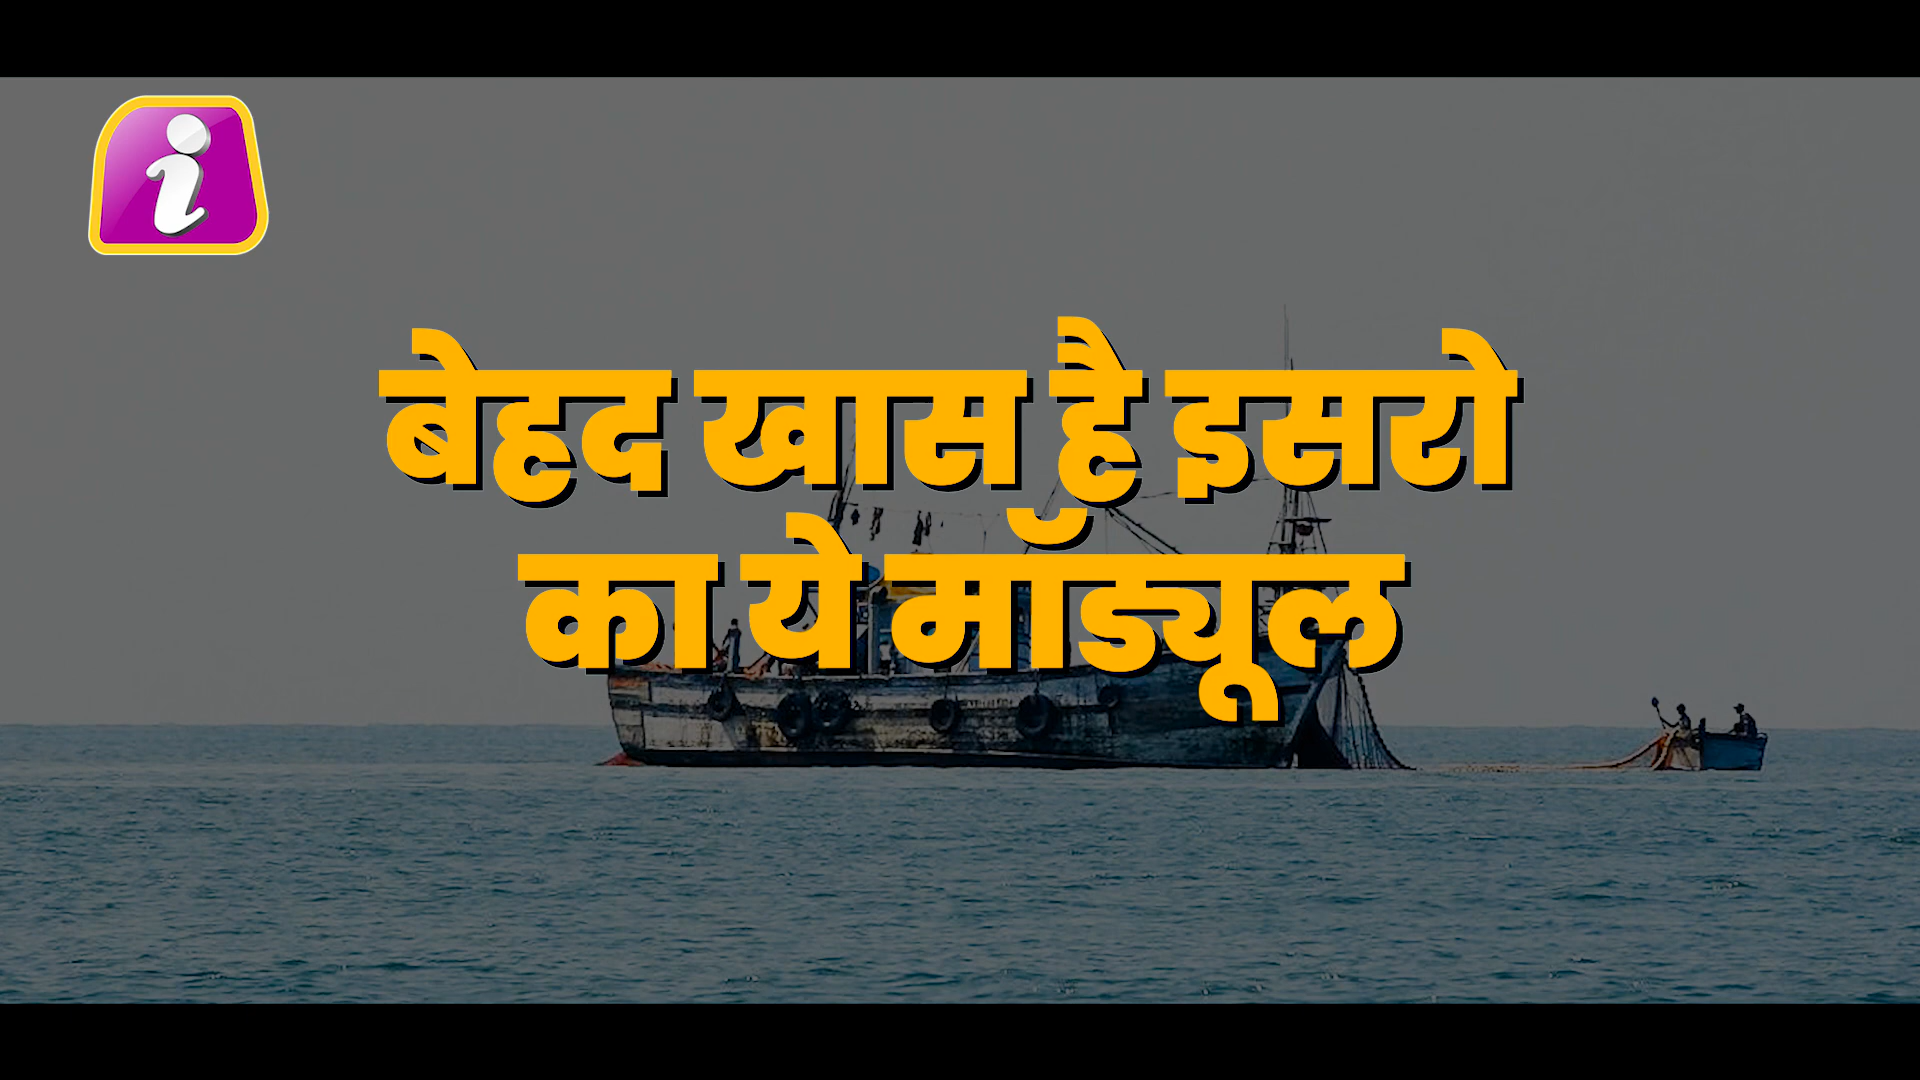 i
बेहद खास है इसरो
का ये मॉड्यूल